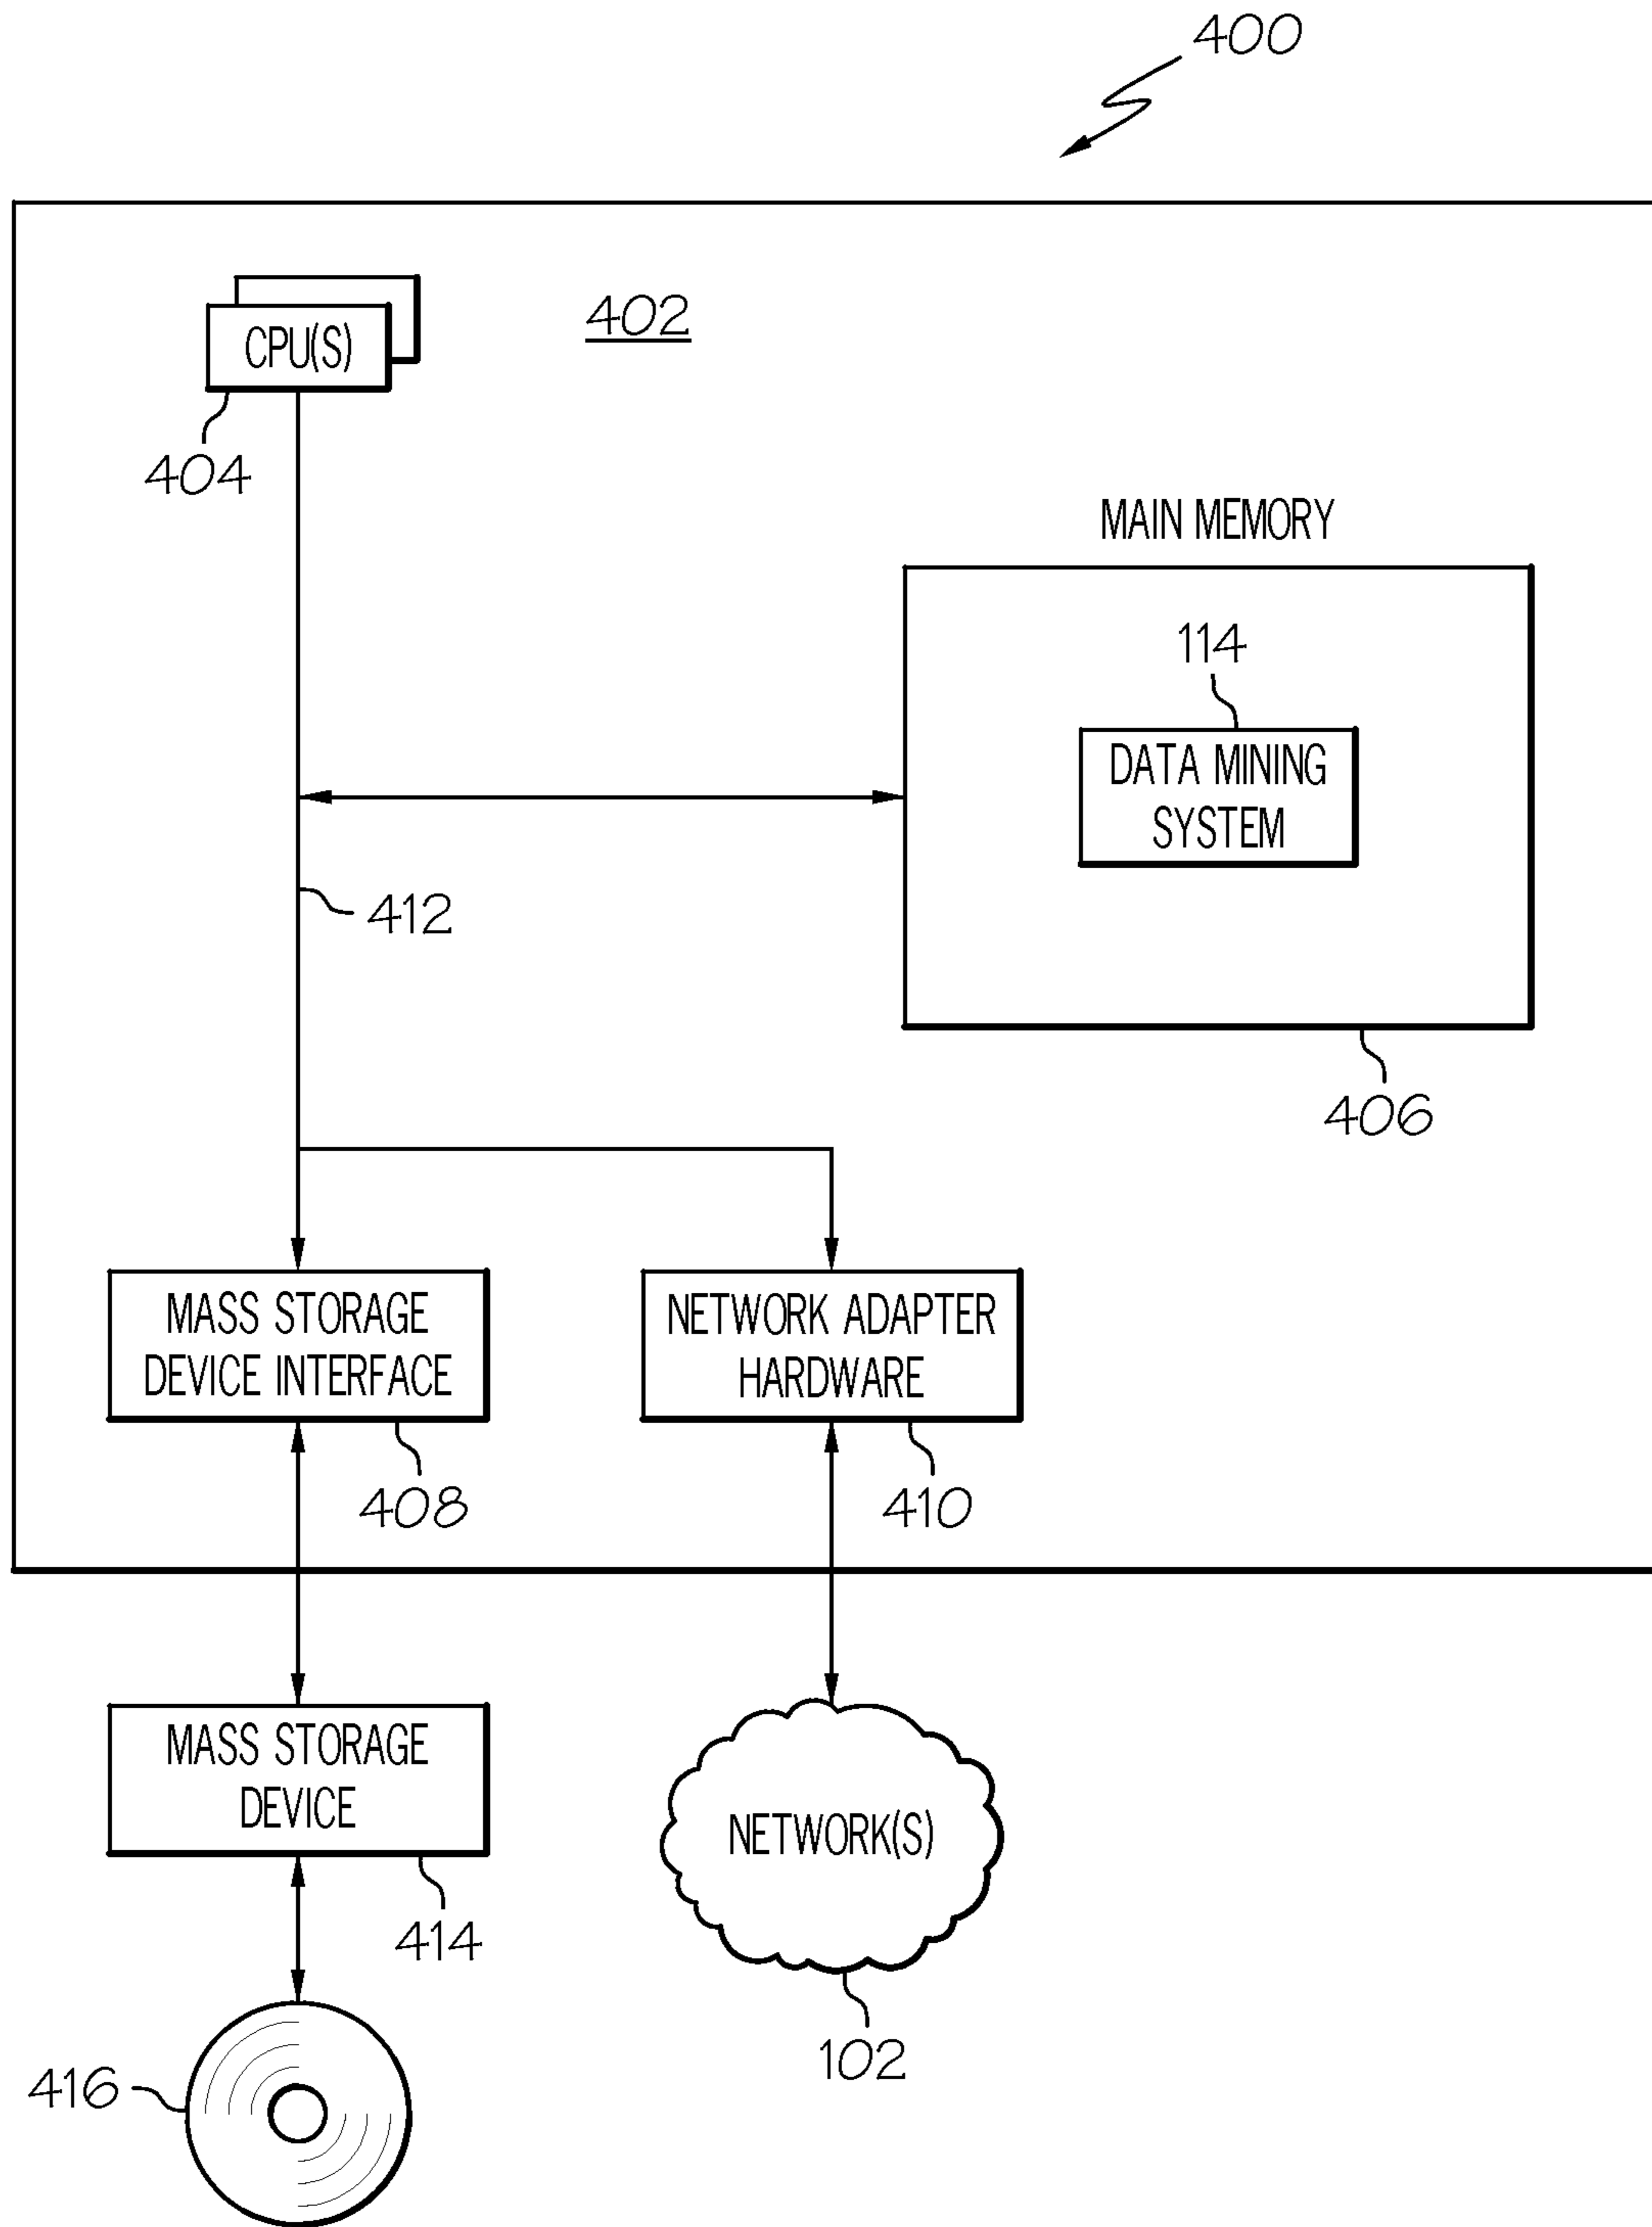 400
CPU(S)
402
404
MAIN MEMORY
114
DATA MINING
SYSTEM
412
406
MASS STORAGE
DEVICE INTERFACE
NETWORK ADAPTER
HARDWARE
408
410
MASS STORAGE
DEVICE
NETWORK(S)
414
102
416